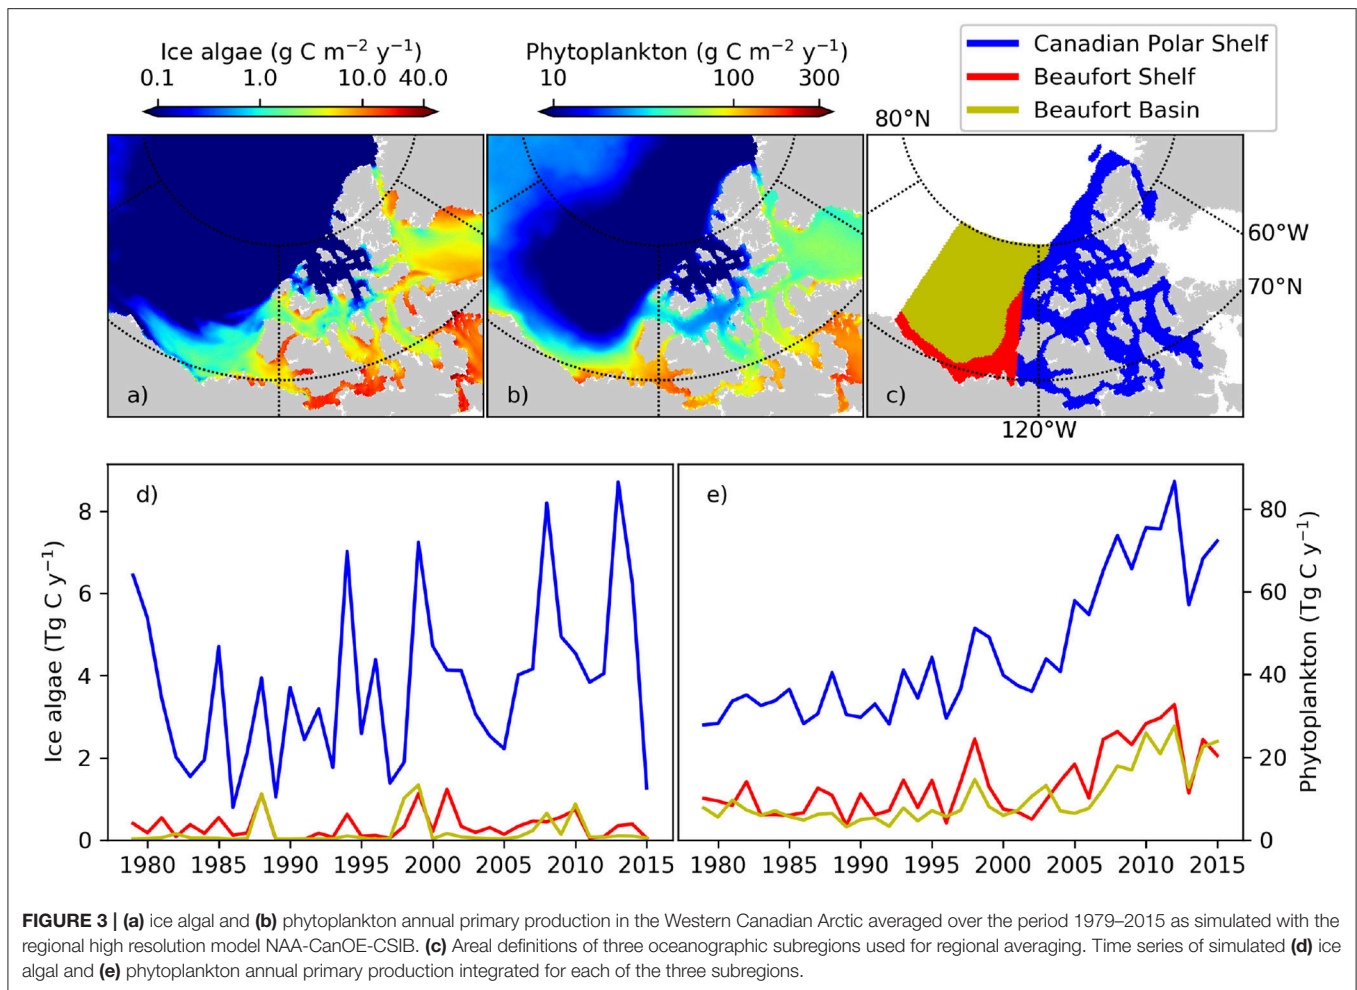 Ice algae (g C m⁻² y⁻¹)
0.1 1.0 10.0 40.0
Phytoplankton (g C m⁻² y⁻¹)
10 100 300
Canadian Polar Shelf
Beaufort Shelf
Beaufort Basin
80°N
60°W
70°N
120°W
a)
b)
c)
d)
Ice algae (Tg C y⁻¹)
8
6
4
2
0
1980 1985 1990 1995 2000 2005 2010 2015
e)
Phytoplankton (Tg C y⁻¹)
80
60
40
20
0
1980 1985 1990 1995 2000 2005 2010 2015
FIGURE 3 | (a) ice algal and (b) phytoplankton annual primary production in the Western Canadian Arctic averaged over the period 1979–2015 as simulated with the
regional high resolution model NAA-CanOE-CSIB. (c) Areal definitions of three oceanographic subregions used for regional averaging. Time series of simulated (d) ice
algal and (e) phytoplankton annual primary production integrated for each of the three subregions.